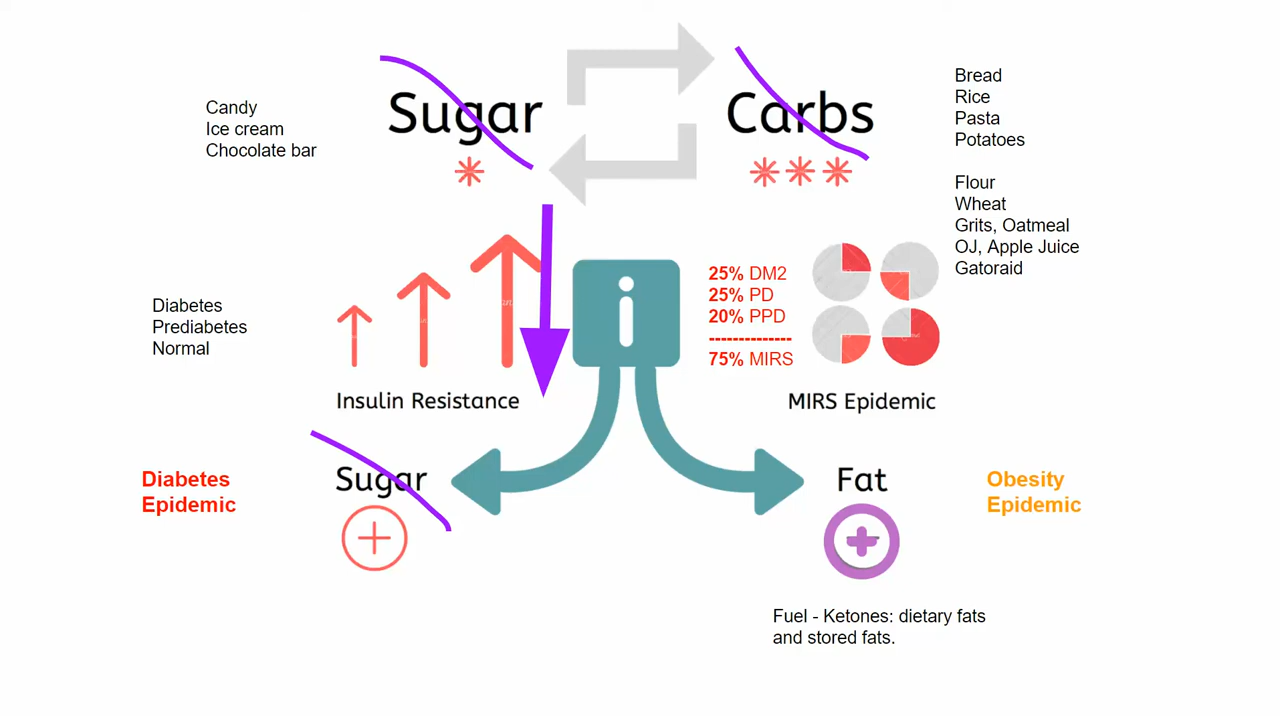 Sugar
Carbs
Candy
Ice cream
Chocolate bar
Bread
Rice
Pasta
Potatoes
Flour
Wheat
Grits, Oatmeal
OJ, Apple Juice
Gatoraid
Diabetes
Prediabetes
Normal
Insulin Resistance
i
25% DM2
25% PD
20% PPD
--------------
75% MIRS
MIRS Epidemic
Diabetes
Epidemic
Sugar
Fat
Obesity
Epidemic
Fuel - Ketones: dietary fats
and stored fats.